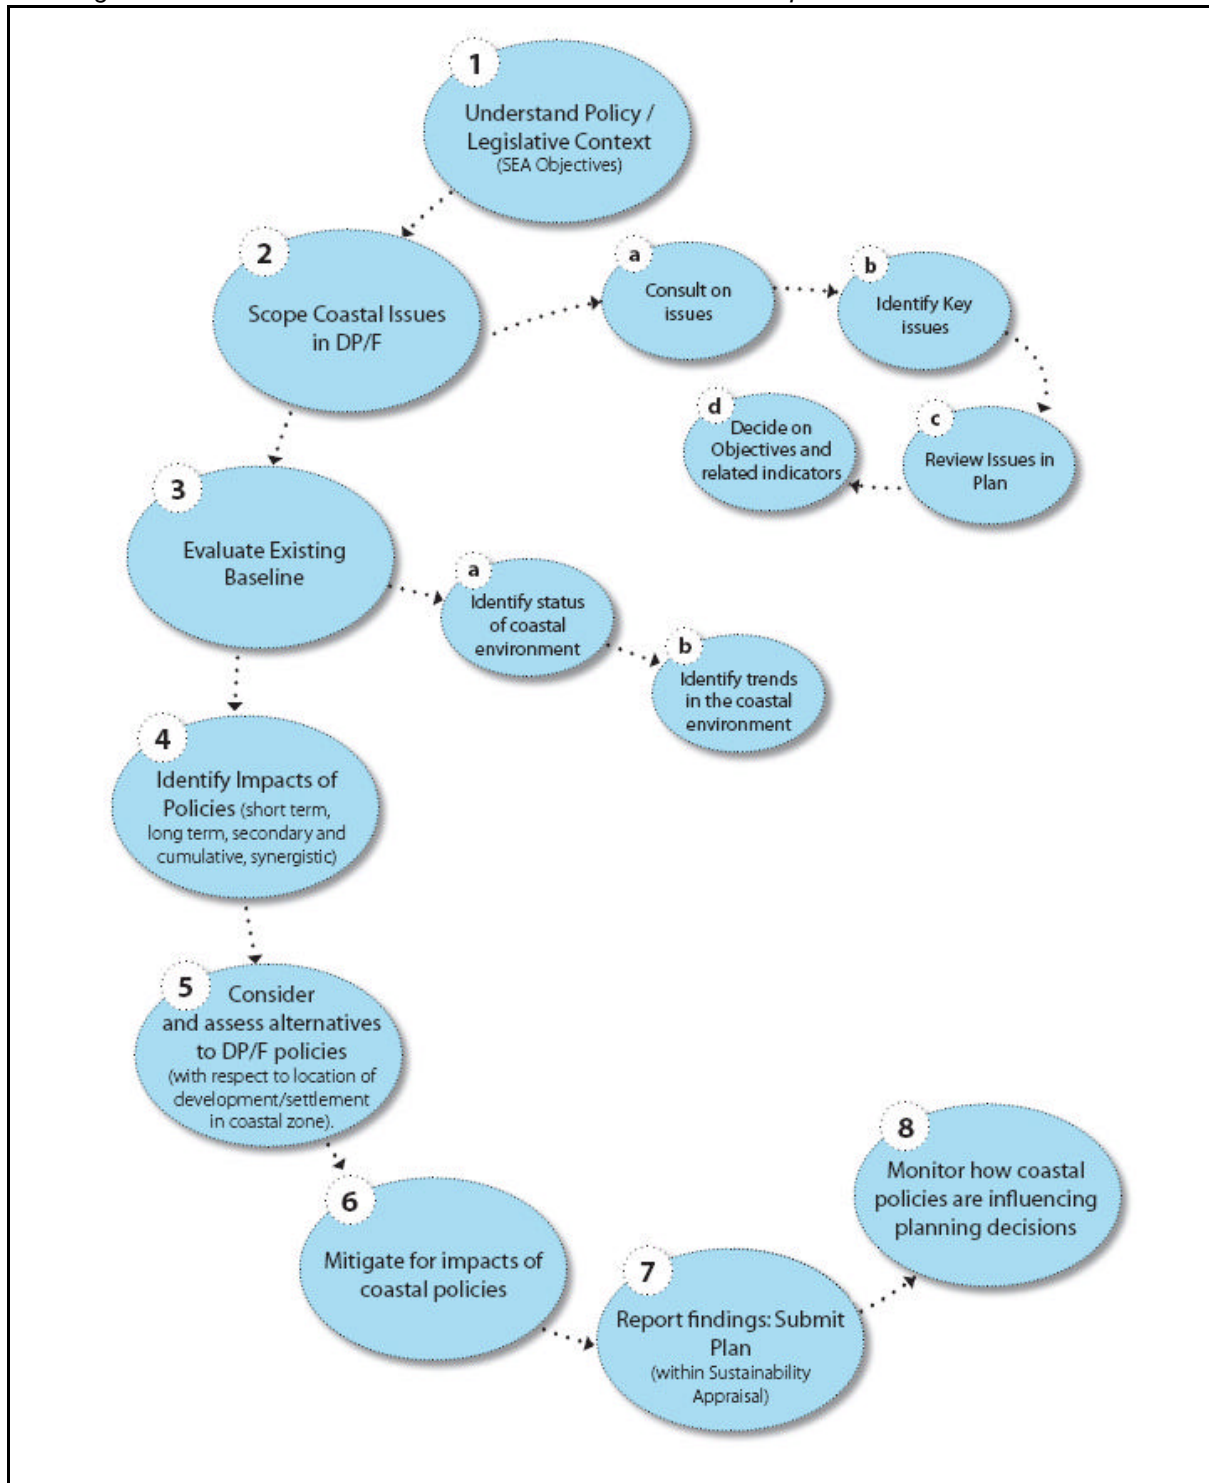 1
Understand Policy /
Legislative Context
(SEA Objectives)
2
Scope Coastal Issues
in DP/F
a
Consult on
issues
b
Identify Key
issues
c
Review Issues in
Plan
d
Decide on
Objectives and
related indicators
3
Evaluate Existing
Baseline
a
Identify status
of coastal
environment
b
Identify trends
in the coastal
environment
4
Identify Impacts of
Policies (short term,
long term, secondary and
cumulative, synergistic)
5
Consider
and assess alternatives
to DP/F policies
(with respect to location of
development/settlement
in coastal zone).
6
Mitigate for impacts of
coastal policies
7
Report findings: Submit
Plan
(within Sustainability
Appraisal)
8
Monitor how coastal
policies are influencing
planning decisions